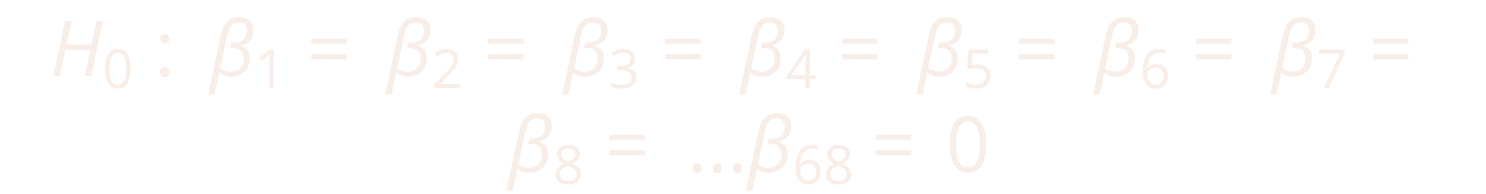 H₀ : β₁ = β₂ = β₃ = β₄ = β₅ = β₆ = β₇ =
β₈ = ...β₆₈ = 0